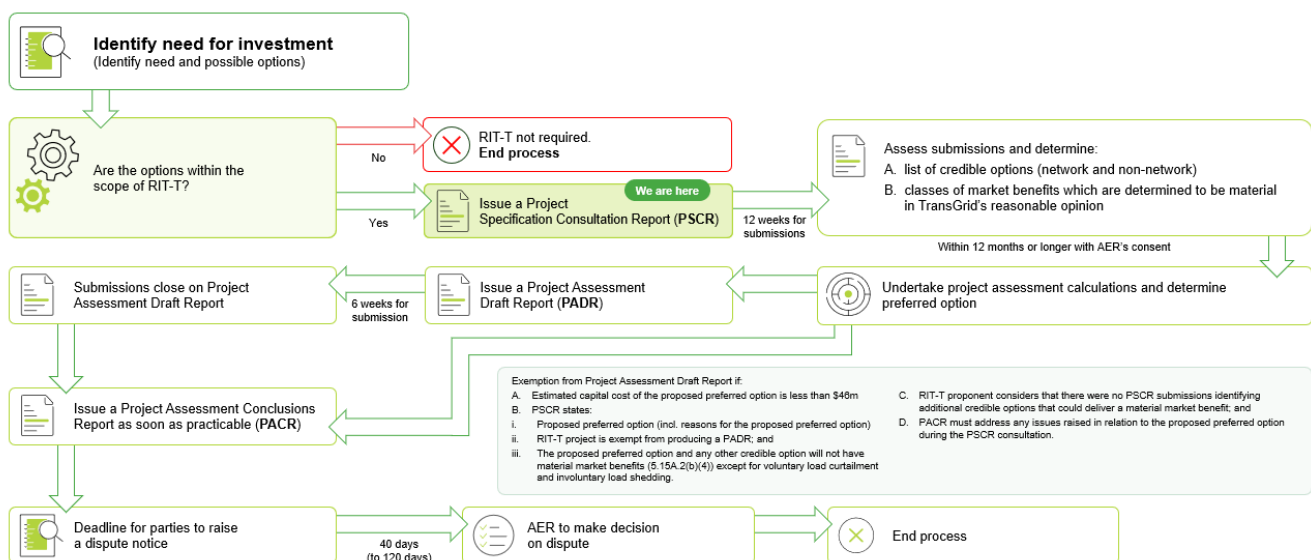 Identify need for investment
(Identify need and possible options)
Are the options within the
scope of RIT-T?
No
RIT-T not required.
End process
Yes
We are here
Issue a Project
Specification Consultation Report (PSCR)
12 weeks for
submissions
Assess submissions and determine:
A. list of credible options (network and non-network)
B. classes of market benefits which are determined to be material
in TransGrid's reasonable opinion
Within 12 months or longer with AER's consent
Undertake project assessment calculations and determine
preferred option
Issue a Project Assessment
Draft Report (PADR)
6 weeks for
submission
Submissions close on Project
Assessment Draft Report
Exemption from Project Assessment Draft Report if:
A. Estimated capital cost of the proposed preferred option is less than $46m
B. PSCR states:
i. Proposed preferred option (incl. reasons for the proposed preferred option)
ii. RIT-T project is exempt from producing a PADR; and
iii. The proposed preferred option and any other credible option will not have
material market benefits (5.15A.2(b)(4)) except for voluntary load curtailment
and involuntary load shedding.
C. RIT-T proponent considers that there were no PSCR submissions identifying
additional credible options that could deliver a material market benefit; and
D. PACR must address any issues raised in relation to the proposed preferred option
during the PSCR consultation.
Issue a Project Assessment Conclusions
Report as soon as practicable (PACR)
Deadline for parties to raise
a dispute notice
40 days
(to 120 days)
AER to make decision
on dispute
End process